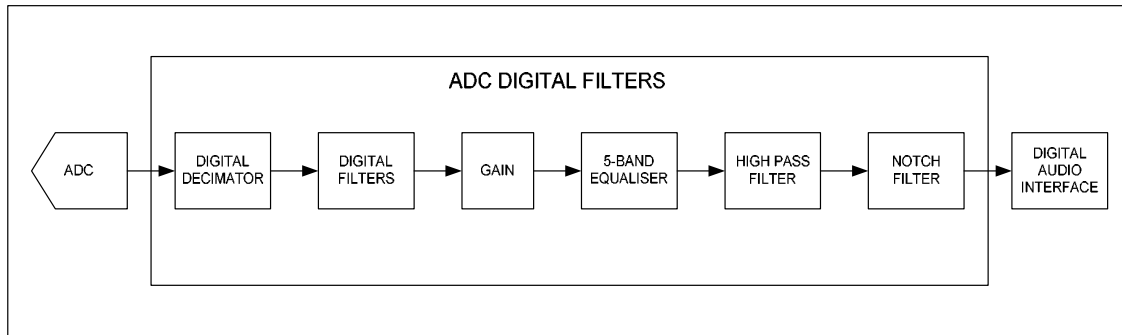 ADC DIGITAL FILTERS
ADC
DIGITAL
DECIMATOR
DIGITAL
FILTERS
GAIN
5-BAND
EQUALISER
HIGH PASS
FILTER
NOTCH
FILTER
DIGITAL
AUDIO
INTERFACE